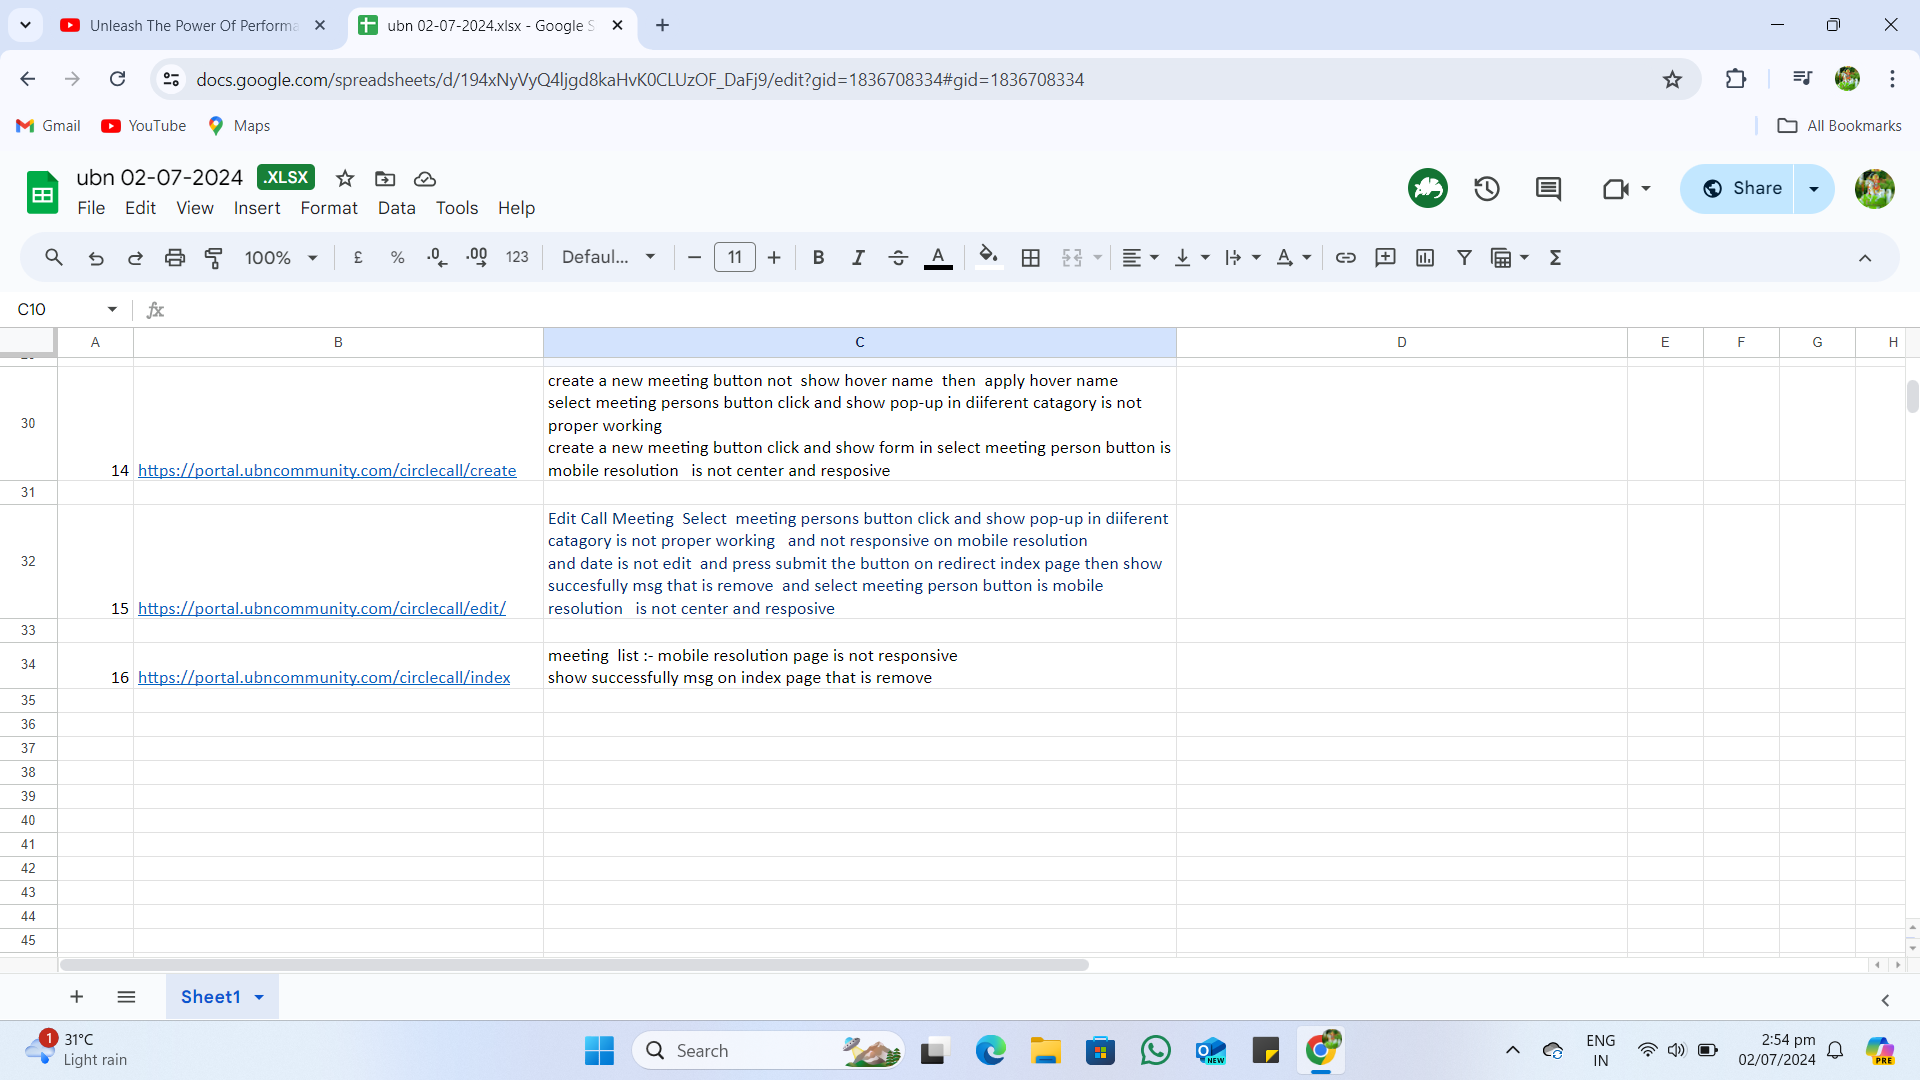 Unleash The Power Of Performa
ubn 02-07-2024.xlsx - Google S
docs.google.com/spreadsheets/d/194xNyVyQ4ljgd8kaHvK0CLUzOF_DaFj9/edit?gid=1836708334#gid=1836708334
Gmail YouTube Maps All Bookmarks
ubn 02-07-2024 .XLSX
File Edit View Insert Format Data Tools Help
Share
100% £ % .0 .00 123 Defaul... 11 B I A
C10 fx
A B C D E F G H
30 14 https://portal.ubncommunity.com/circlecall/create
create a new meeting button not  show hover name  then  apply hover name
select meeting persons button click and show pop-up in diiferent catagory is not
proper working
create a new meeting button click and show form in select meeting person button is
mobile resolution   is not center and resposive
31
32 15 https://portal.ubncommunity.com/circlecall/edit/
Edit Call Meeting  Select  meeting persons button click and show pop-up in diiferent
catagory is not proper working   and not responsive on mobile resolution
and date is not edit  and press submit the button on redirect index page then show
succesfully msg that is remove  and select meeting person button is mobile
resolution   is not center and resposive
33
34 16 https://portal.ubncommunity.com/circlecall/index
meeting  list :- mobile resolution page is not responsive
show successfully msg on index page that is remove
35
36
37
38
39
40
41
42
43
44
45
Sheet1
1 31°C
Light rain
Search
NEW
ENG
IN
2:54 pm
02/07/2024
PRE